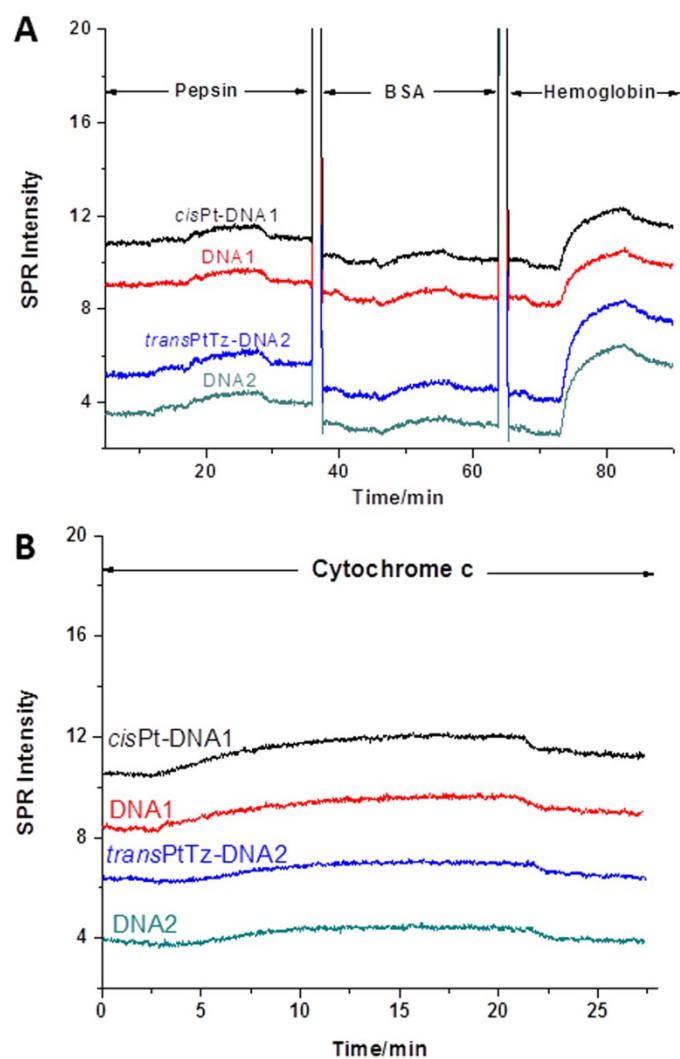 A
20
Pepsin
BSA
Hemoglobin
16
SPR Intensity
12
cisPt-DNA1
DNA1
8
transPtTz-DNA2
DNA2
4
20 40 60 80
Time/min
B
20
Cytochrome c
16
SPR Intensity
12
cisPt-DNA1
DNA1
8
transPtTz-DNA2
DNA2
4
0 5 10 15 20 25
Time/min